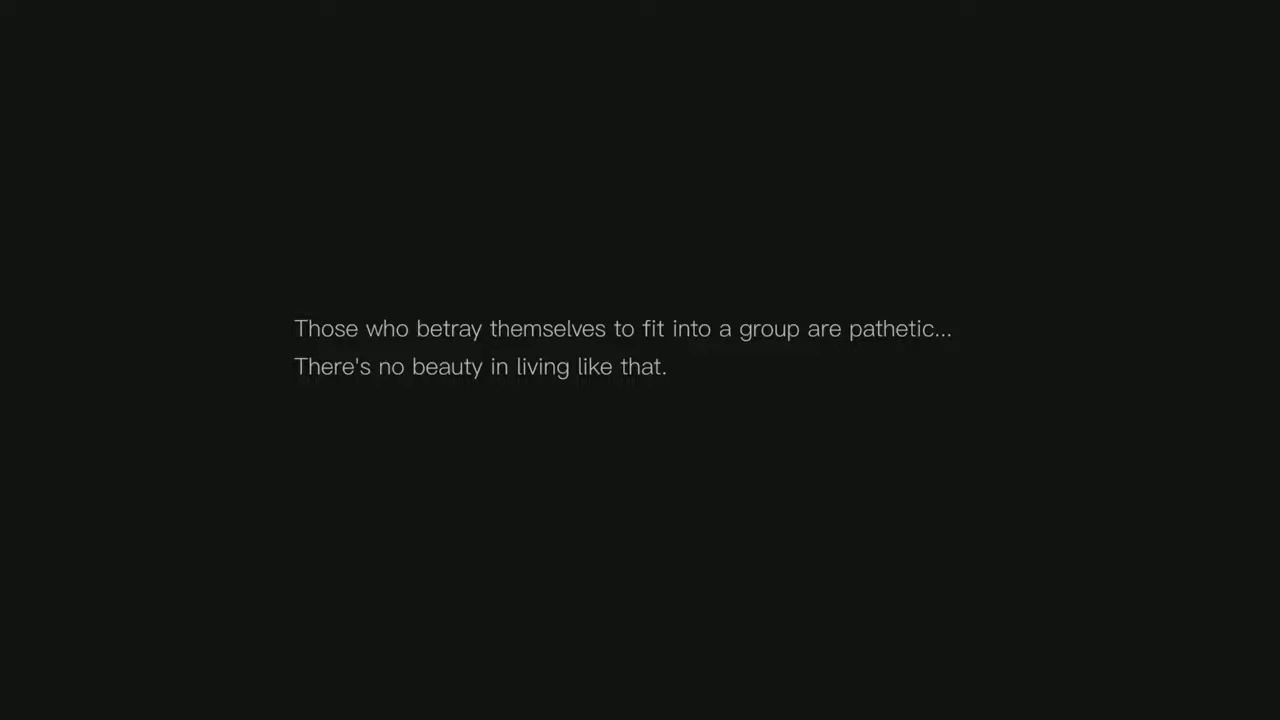 Those who betray themselves to fit into a group are pathetic...
There's no beauty in living like that.